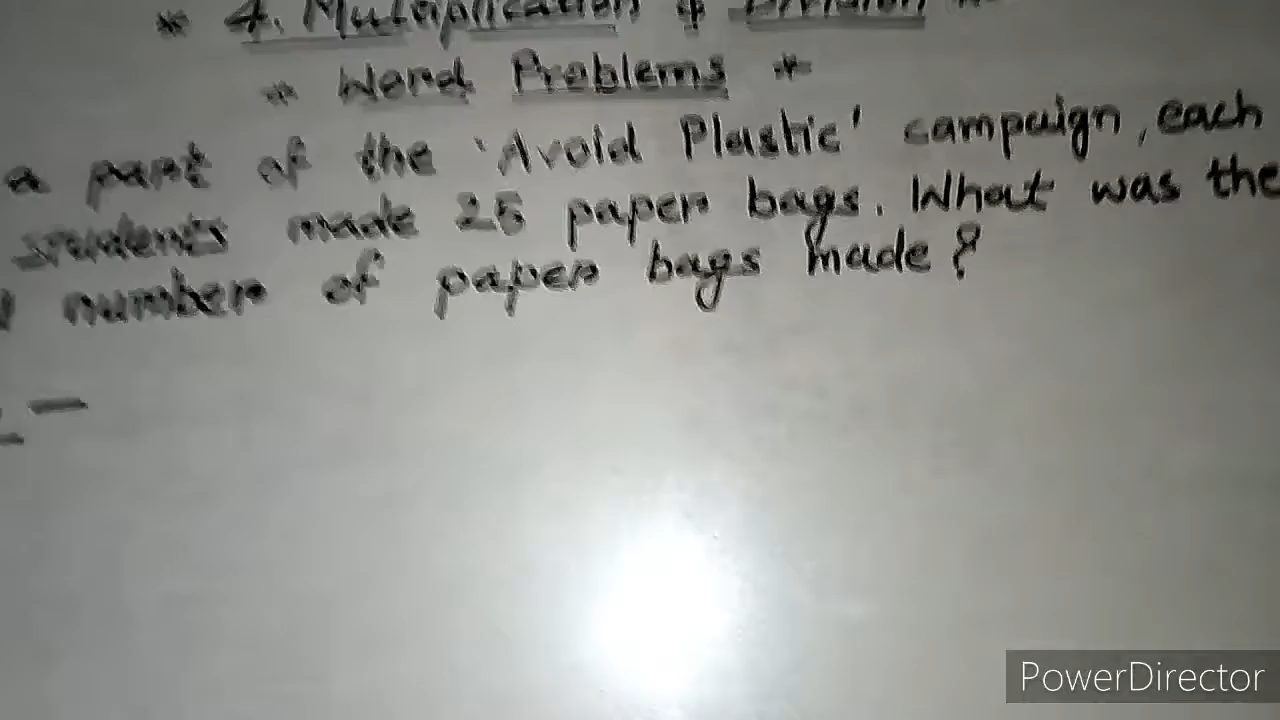 * 4. Multiplication & Division *
* Word Problems *
a part of the 'Avoid Plastic' campaign, each
students made 25 paper bags. What was the
number of paper bags made?
PowerDirector